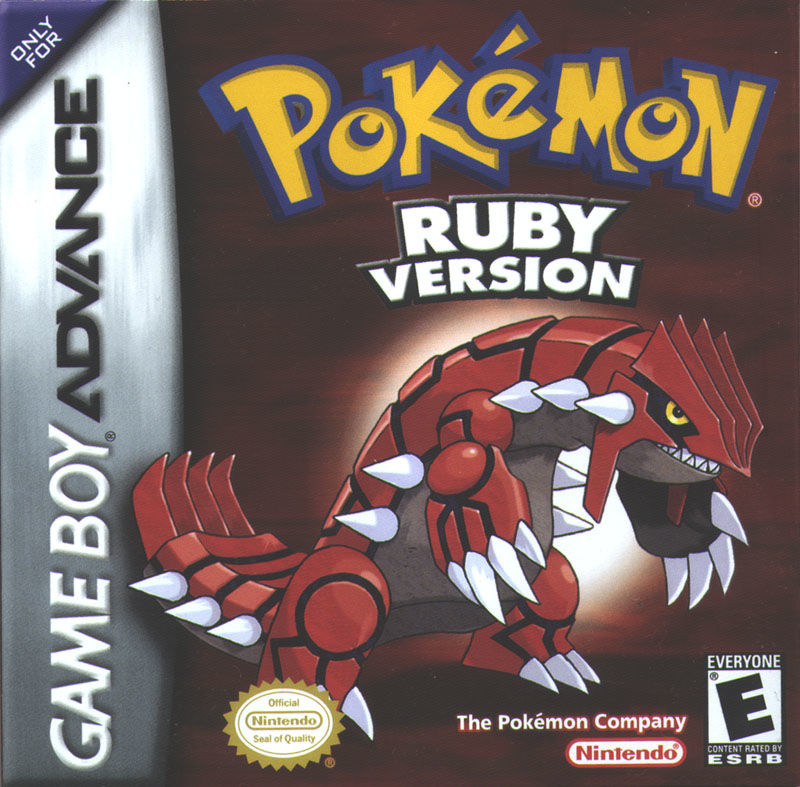 ONLY
FOR
GAME BOY ADVANCE
®
POKéMON
®
RUBY
VERSION
Official
Nintendo
Seal of Quality
®
The Pokémon Company
Nintendo®
EVERYONE
®
E
CONTENT RATED BY
ESRB